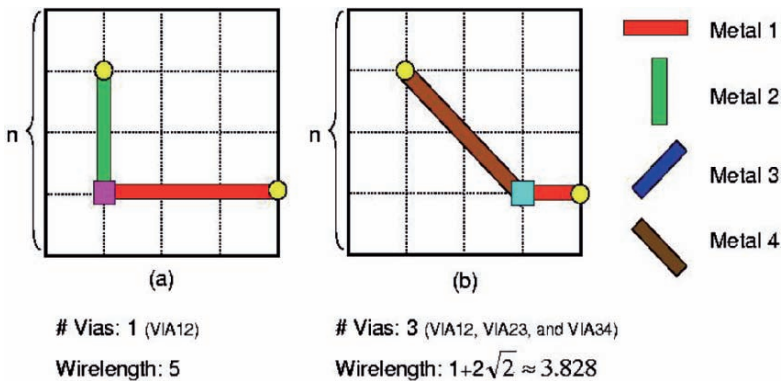 n
n
Metal 1
Metal 2
Metal 3
Metal 4
(a)
(b)
# Vias: 1 (VIA12)
# Vias: 3 (VIA12, VIA23, and VIA34)
Wirelength: 5
Wirelength: 1+2√2 ≈ 3.828